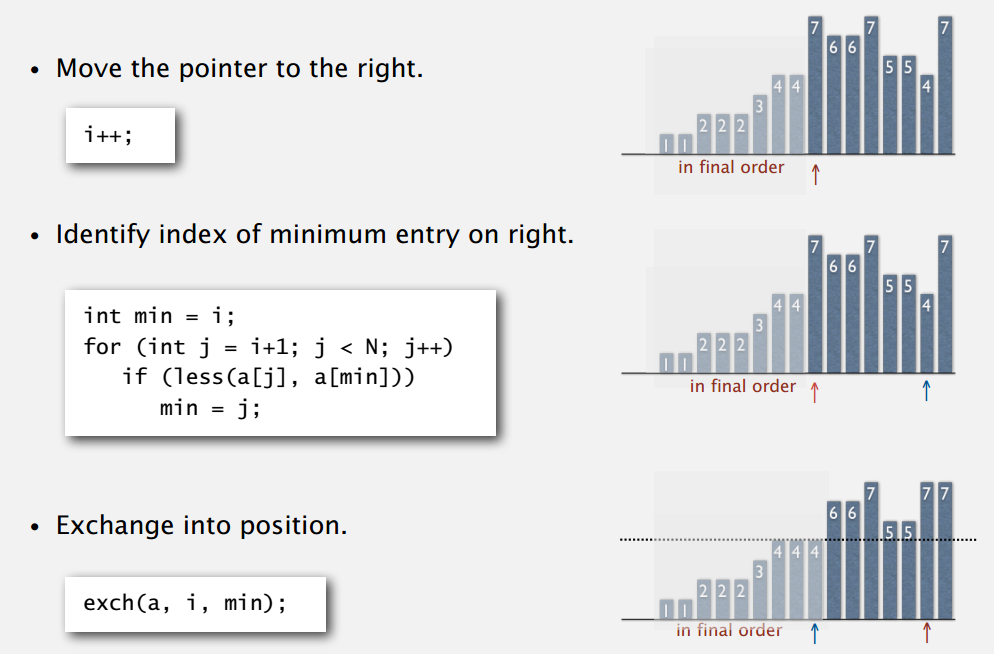 • Move the pointer to the right.
i++;
1 1 2 2 2 3 4 4 7 6 6 7 5 5 4 7
in final order
• Identify index of minimum entry on right.
int min = i;
for (int j = i+1; j < N; j++)
if (less(a[j], a[min]))
min = j;
1 1 2 2 2 3 4 4 7 6 6 7 5 5 4 7
in final order
• Exchange into position.
exch(a, i, min);
1 1 2 2 2 3 4 4 4 6 6 7 5 5 7 7
in final order